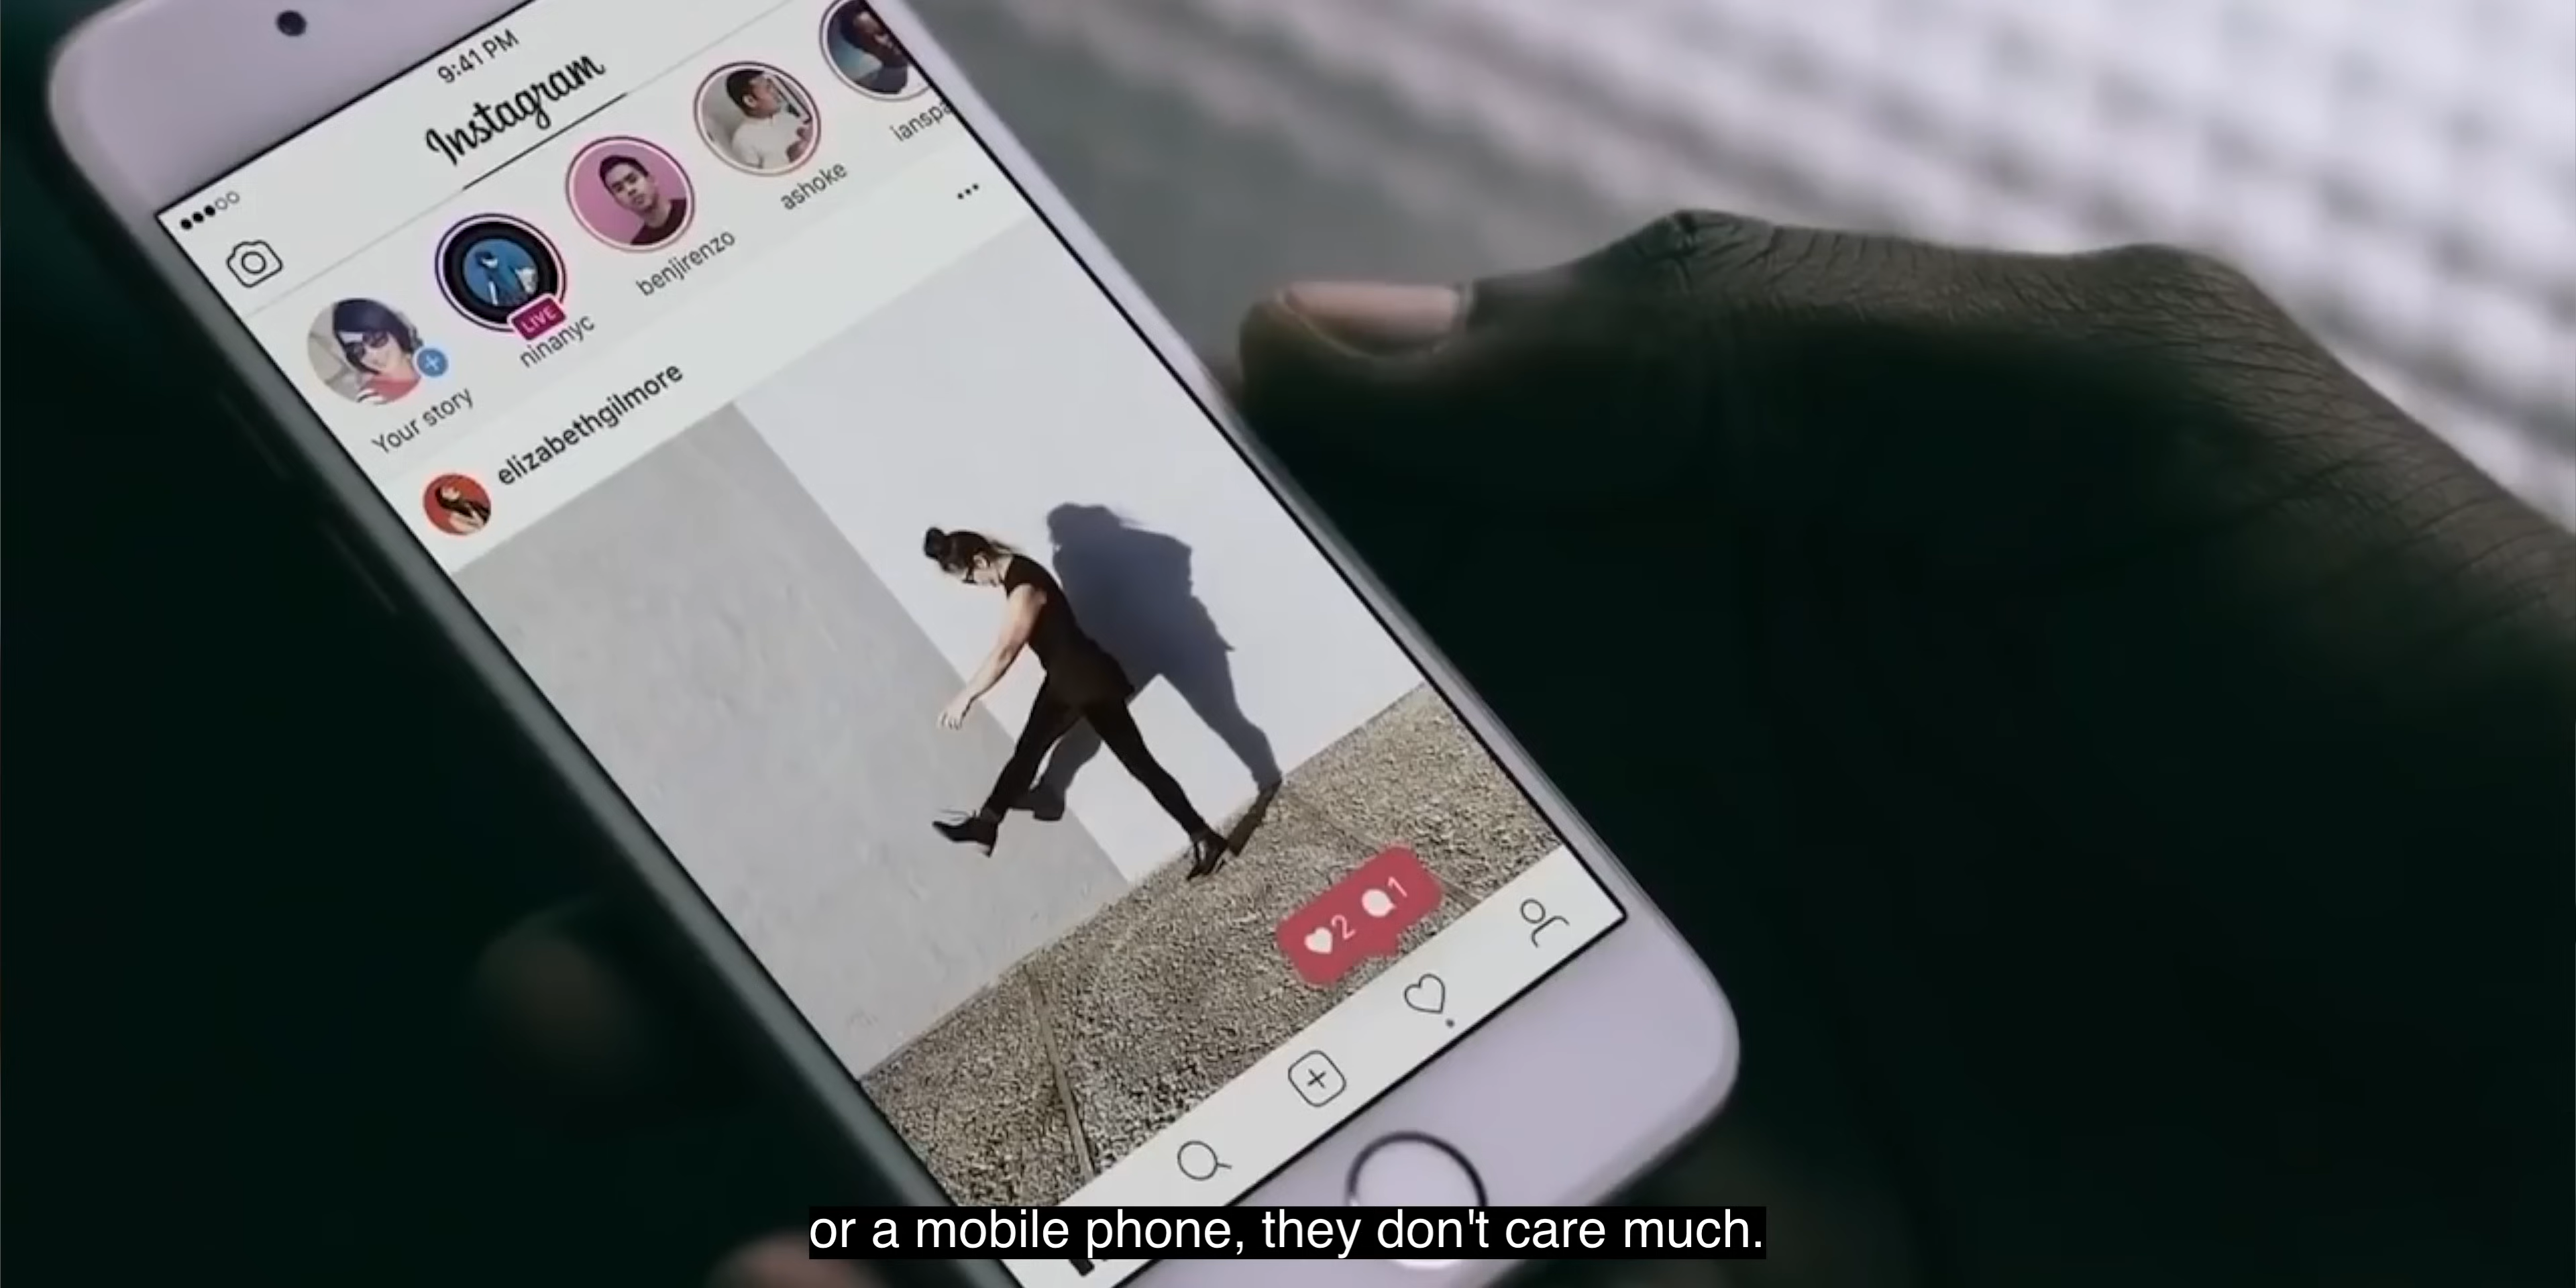 9:41 PM
Instagram
Your story
LIVE
ninanyc
benjirenzo
ashoke
elizabethgilmore
2 1
or a mobile phone, they don't care much.